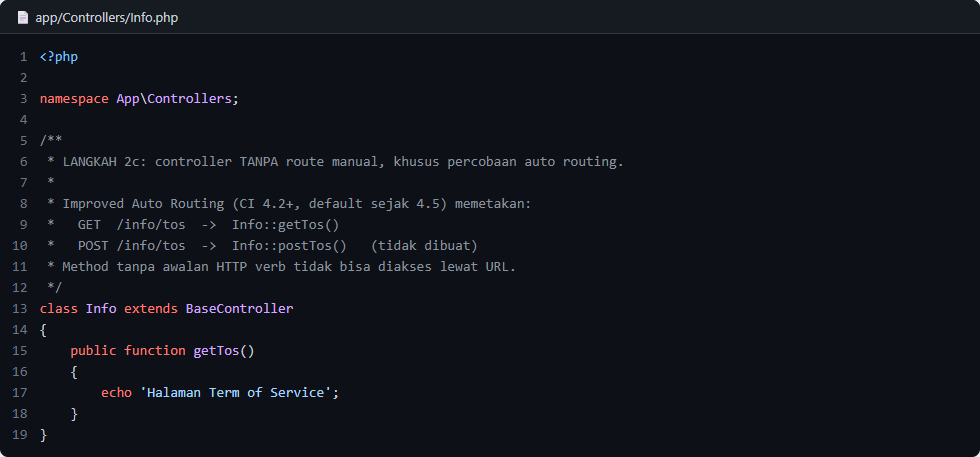 app/Controllers/Info.php
1 <?php
2
3 namespace App\Controllers;
4
5 /**
6  * LANGKAH 2c: controller TANPA route manual, khusus percobaan auto routing.
7  *
8  * Improved Auto Routing (CI 4.2+, default sejak 4.5) memetakan:
9  *   GET  /info/tos  ->  Info::getTos()
10  *   POST /info/tos  ->  Info::postTos()   (tidak dibuat)
11  * Method tanpa awalan HTTP verb tidak bisa diakses lewat URL.
12  */
13 class Info extends BaseController
14 {
15     public function getTos()
16     {
17         echo 'Halaman Term of Service';
18     }
19 }